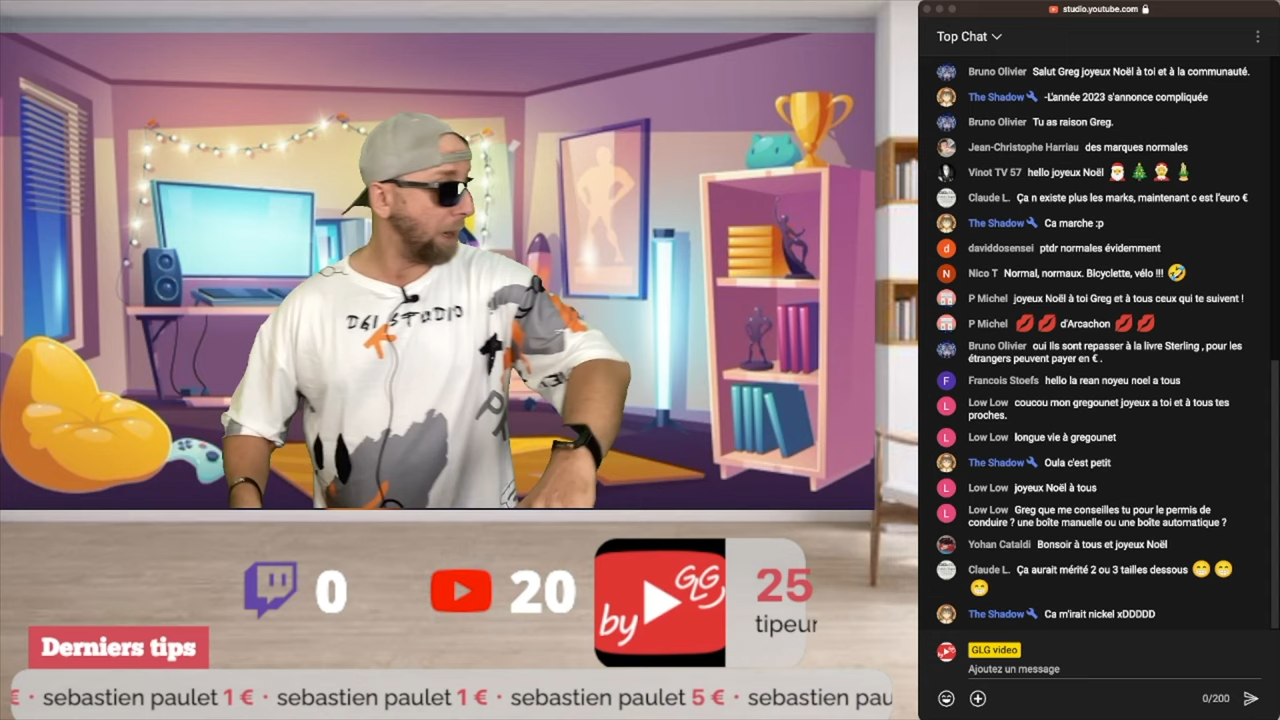 DGI STUDIO
0
20
by
GLG
25
tipeur
Derniers tips
€ · sebastien paulet 1 € · sebastien paulet 1 € · sebastien paulet 5 € · sebastien pau
studio.youtube.com
Top Chat
Bruno Olivier Salut Greg joyeux Noël à toi et à la communauté.
The Shadow -L'année 2023 s'annonce compliquée
Bruno Olivier Tu as raison Greg.
Jean-Christophe Harriau des marques normales
Vinot TV 57 hello joyeux Noël 🎅 🎄 🤶
Claude L. Ça n existe plus les marks, maintenant c est l'euro €
The Shadow Ca marche :p
d
daviddosensei ptdr normales évidemment
N
Nico T Normal, normaux. Bicyclette, vélo !!! 🤣
P Michel joyeux Noël à toi Greg et à tous ceux qui te suivent !
P Michel 💋 💋 d'Arcachon 💋 💋
Bruno Olivier oui Ils sont repasser à la livre Sterling , pour les
étrangers peuvent payer en € .
F
Francois Stoefs hello la rean noyeu noel a tous
L
Low Low coucou mon gregounet joyeux a toi et à tous tes
proches.
L
Low Low longue vie à gregounet
The Shadow Oula c'est petit
L
Low Low joyeux Noël à tous
L
Low Low Greg que me conseilles tu pour le permis de
conduire ? une boîte manuelle ou une boîte automatique ?
Yohan Cataldi Bonsoir à tous et joyeux Noël
Claude L. Ça aurait mérité 2 ou 3 tailles dessous 😁 😁
😁
The Shadow Ca m'irait nickel xDDDDD
GLG video
Ajoutez un message
0/200